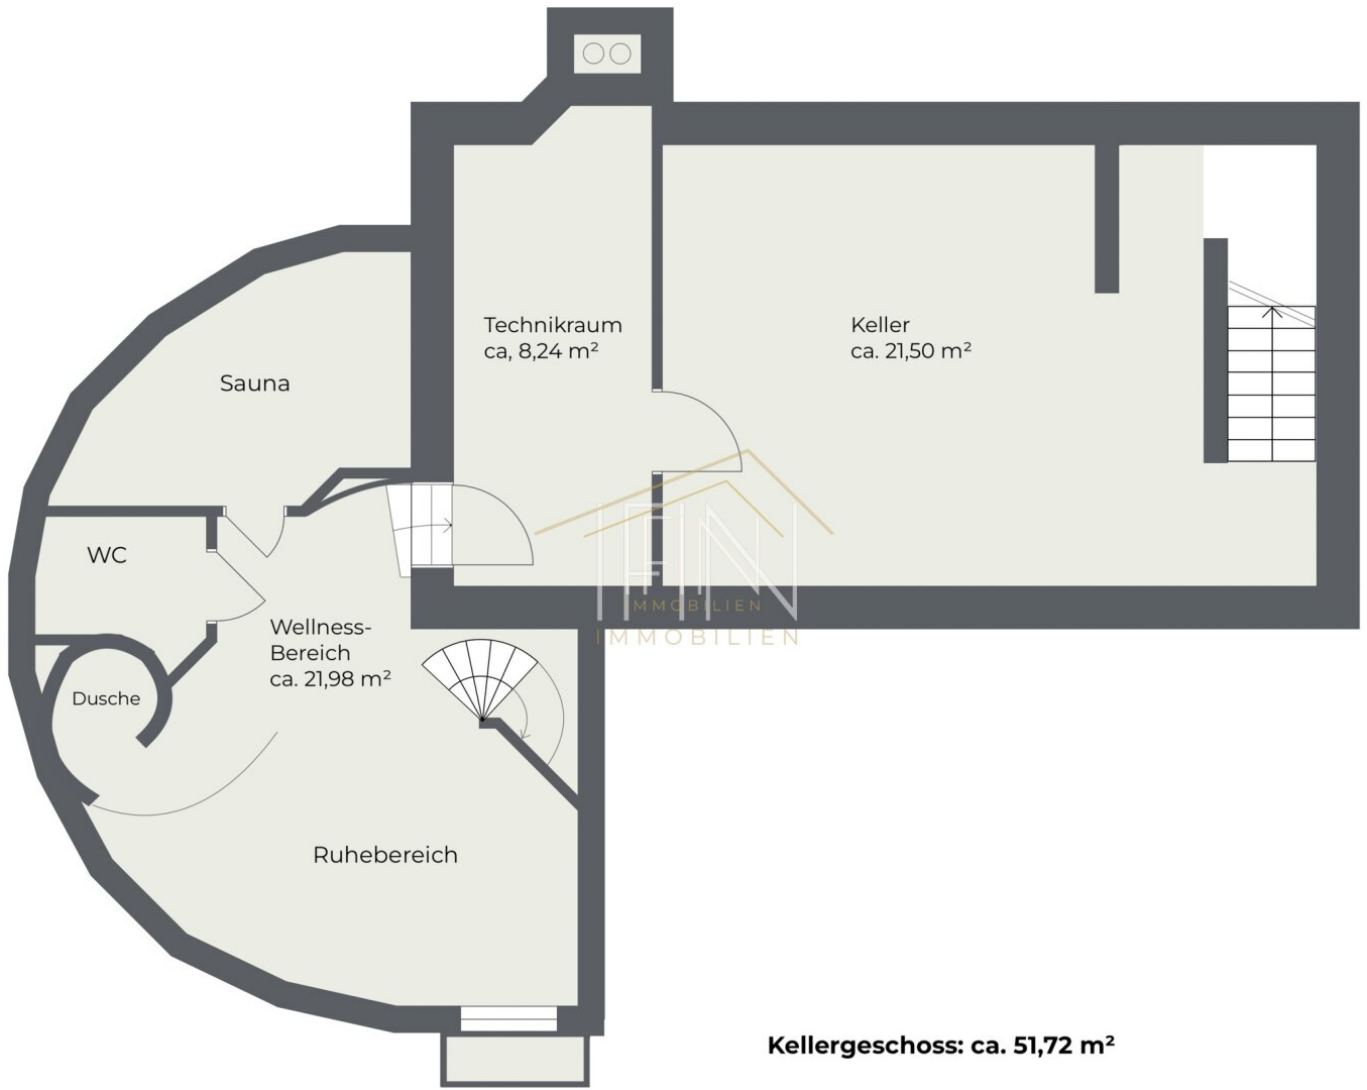 Technikraum
ca, 8,24 m²
Keller
ca. 21,50 m²
Sauna
WC
Wellness-
Bereich
ca. 21,98 m²
Dusche
IFIN
IMMOBILIEN
IMMOBILIEN
Ruhebereich
Kellergeschoss: ca. 51,72 m²